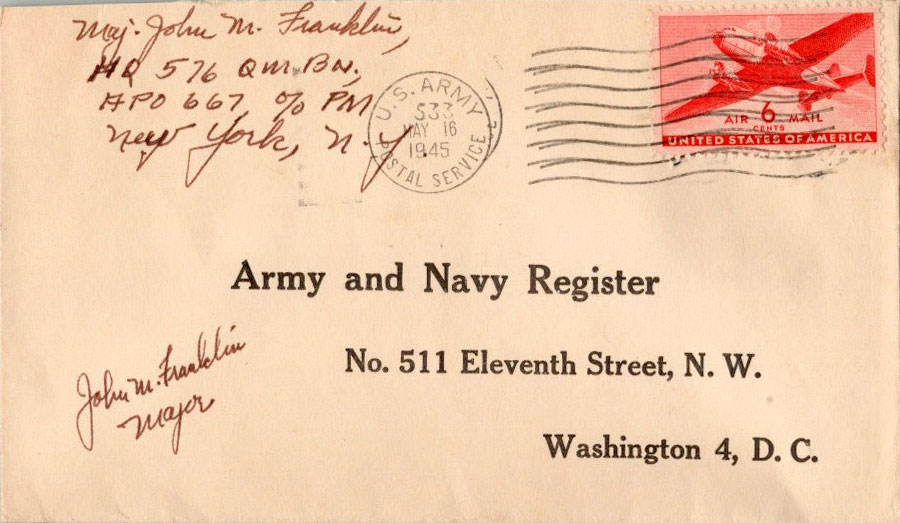 Maj. John M. Franklin,
HQ 576 QM. BN.,
APO 667 % PM
New York, N. Y.
U.S. ARMY
533
MAY 16
1945
POSTAL SERVICE
AIR 6 MAIL
CENTS
UNITED STATES OF AMERICA
Army and Navy Register
No. 511 Eleventh Street, N. W.
Washington 4, D. C.
John M. Franklin
Major